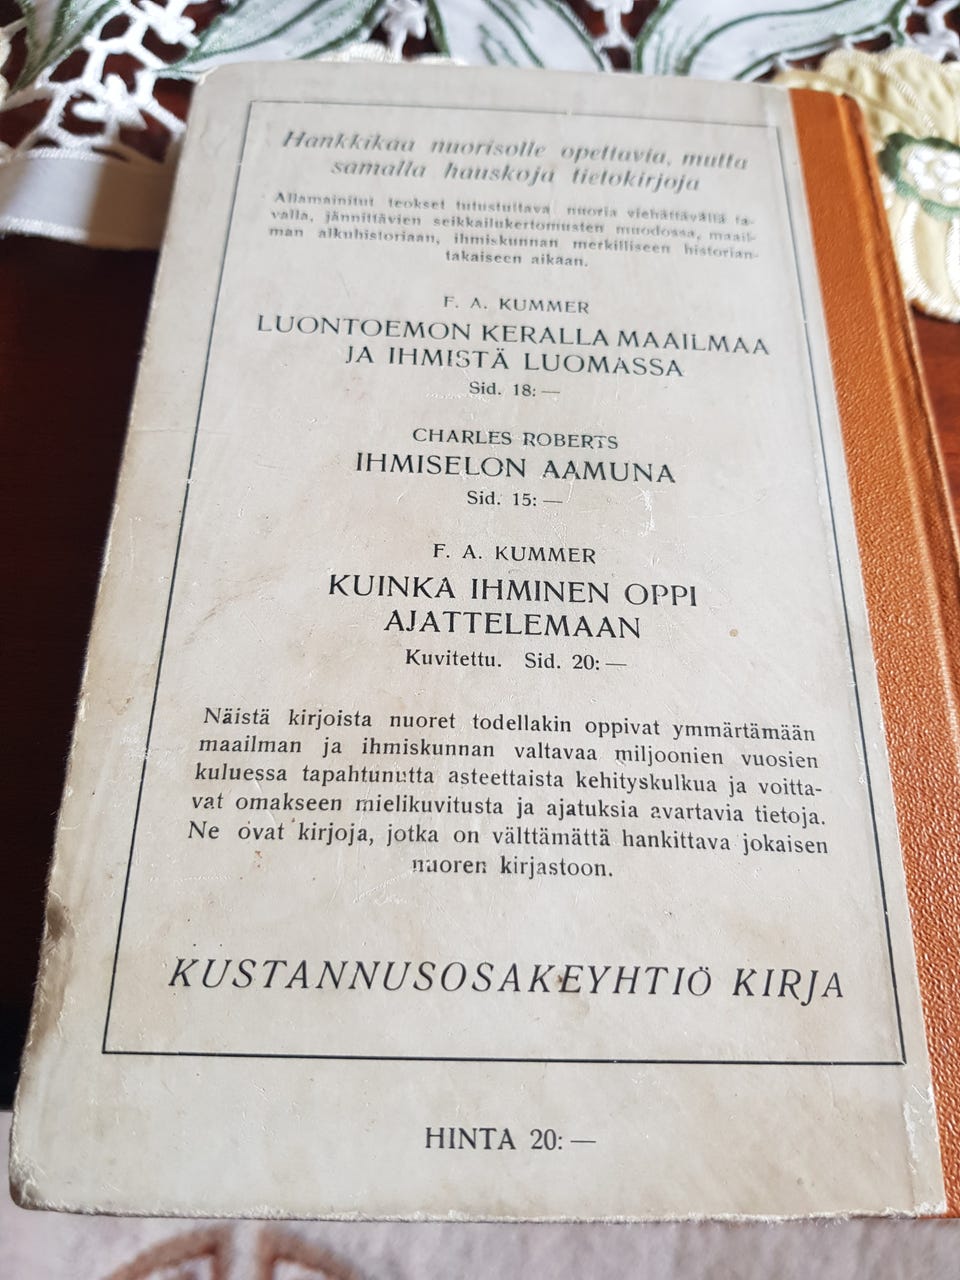 Hankkikaa nuorisolle opettavia, mutta
samalla hauskoja tietokirjoja
Allamainitut teokset tutustuttavat nuoria viehättävällä ta-
valla, jännittävien seikkailukertomusten muodossa, maail-
man alkuhistoriaan, ihmiskunnan merkilliseen historian-
takaiseen aikaan.
F. A. KUMMER
LUONTOEMON KERALLA MAAILMAA
JA IHMISTÄ LUOMASSA
Sid. 18: —
CHARLES ROBERTS
IHMISELON AAMUNA
Sid. 15: —
F. A. KUMMER
KUINKA IHMINEN OPPI
AJATTELEMAAN
Kuvitettu. Sid. 20: —
Näistä kirjoista nuoret todellakin oppivat ymmärtämään
maailman ja ihmiskunnan valtavaa miljoonien vuosien
kuluessa tapahtunutta asteettaista kehityskulkua ja voitta-
vat omakseen mielikuvitusta ja ajatuksia avartavia tietoja.
Ne ovat kirjoja, jotka on välttämättä hankittava jokaisen
nuoren kirjastoon.
KUSTANNUSOSAKEYHTIÖ KIRJA
HINTA 20: —